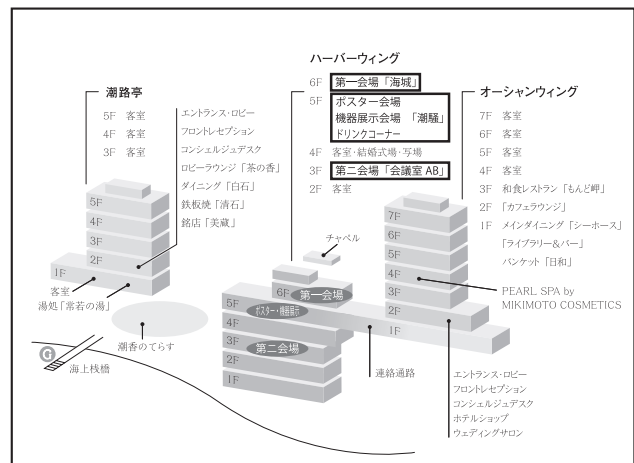 潮路亭
5F 客室
4F 客室
3F 客室
エントランス・ロビー
フロントレセプション
コンシェルジュデスク
ロビーラウンジ「茶の香」
ダイニング「白石」
鉄板焼「清石」
銘店「美蔵」
5F
4F
3F
2F
1F
客室
湯処「常若の湯」
潮香のてらす
G
海上桟橋
ハーバーウィング
6F 第一会場「海城」
5F ポスター会場
機器展示会場 「潮騒」
ドリンクコーナー
4F 客室・結婚式場・写場
3F 第二会場「会議室 AB」
2F 客室
チャペル
6F 第一会場
5F ポスター・機器展示
4F
3F 第二会場
2F
1F
連絡通路
オーシャンウィング
7F 客室
6F 客室
5F 客室
4F 客室
3F 和食レストラン「もんど岬」
2F 「カフェラウンジ」
1F メインダイニング「シーホース」
「ライブラリー&バー」
バンケット「日和」
7F
6F
5F
4F
3F
2F
1F
PEARL SPA by
MIKIMOTO COSMETICS
エントランス・ロビー
フロントレセプション
コンシェルジュデスク
ホテルショップ
ウェディングサロン